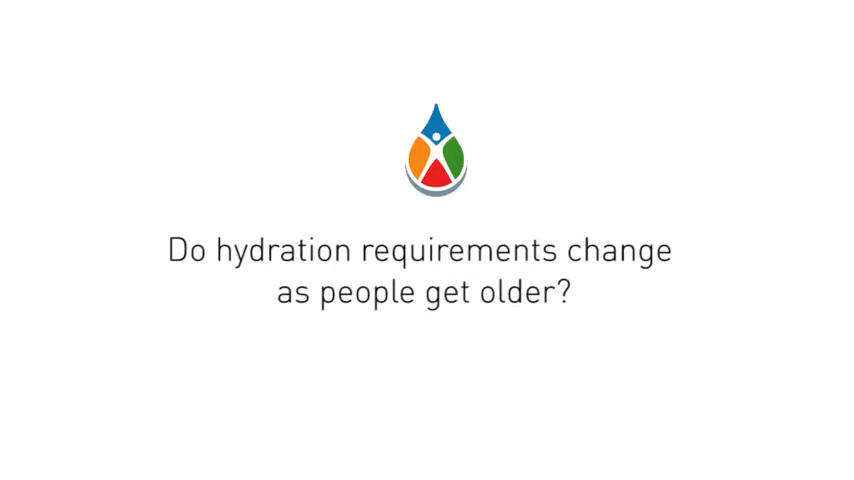 Do hydration requirements change
as people get older?